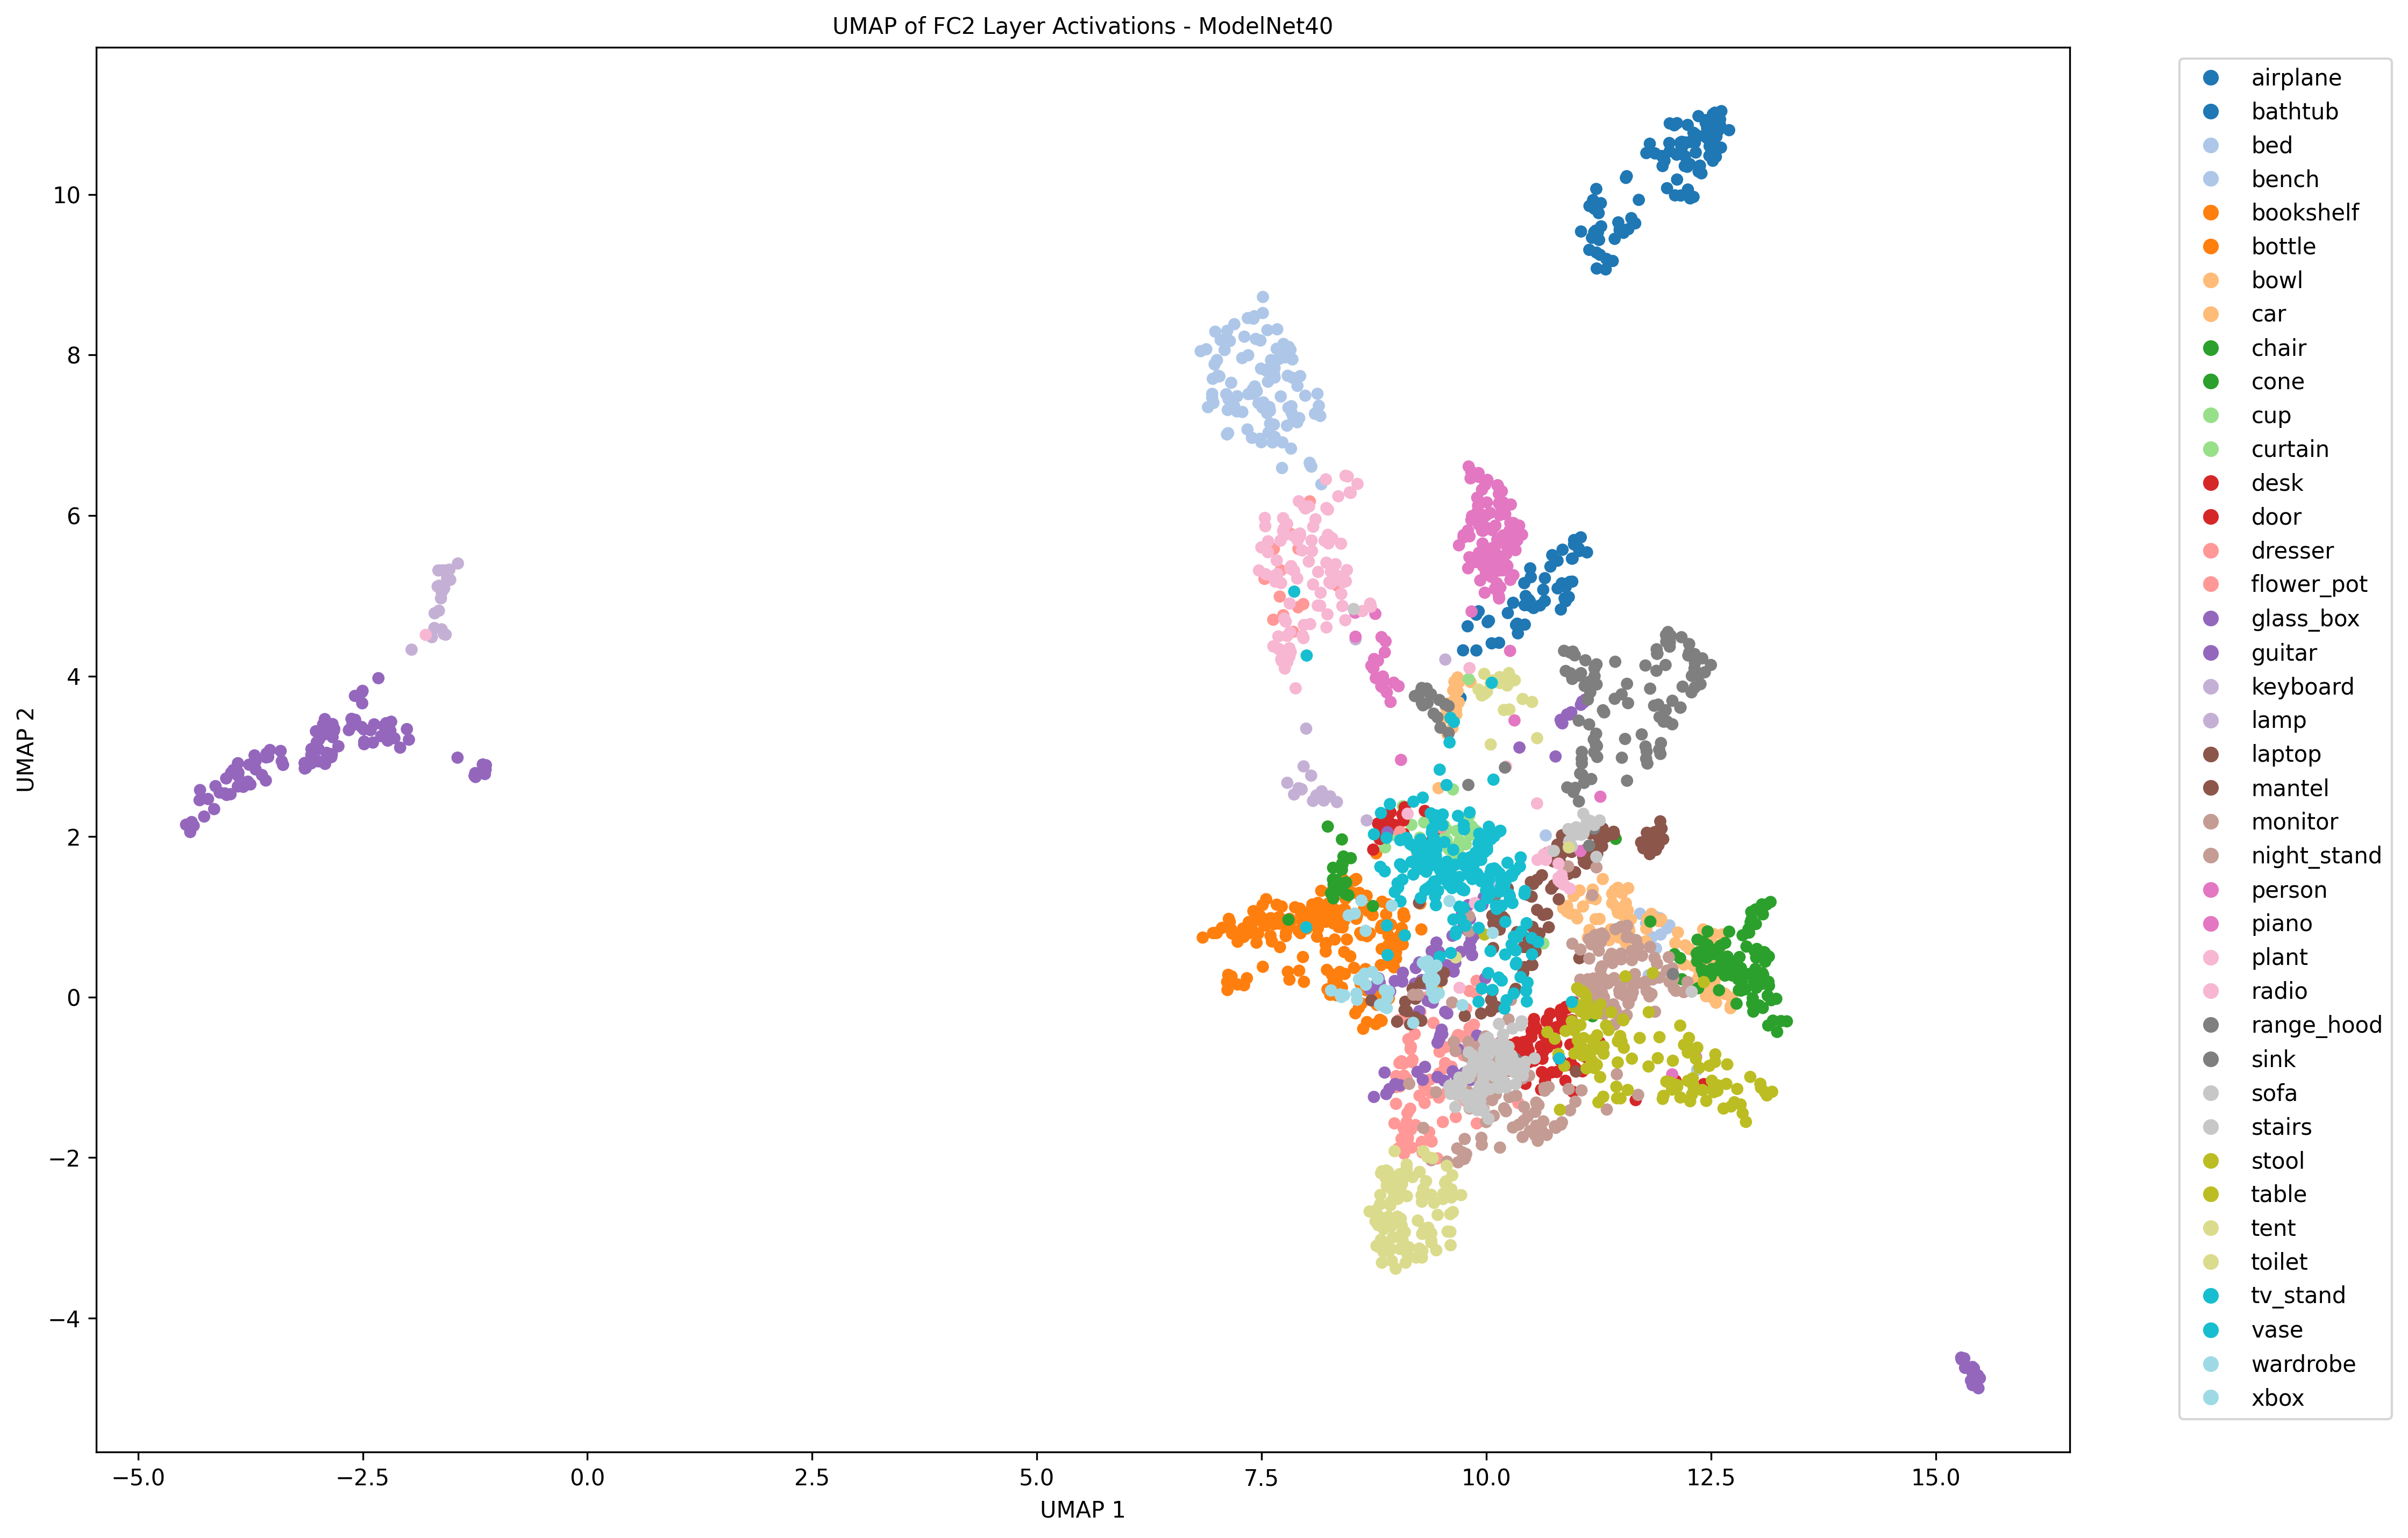 UMAP of FC2 Layer Activations - ModelNet40
UMAP 2
10
8
6
4
2
0
−2
−4
−5.0
−2.5
0.0
2.5
5.0
7.5
10.0
12.5
15.0
UMAP 1
airplane
bathtub
bed
bench
bookshelf
bottle
bowl
car
chair
cone
cup
curtain
desk
door
dresser
flower_pot
glass_box
guitar
keyboard
lamp
laptop
mantel
monitor
night_stand
person
piano
plant
radio
range_hood
sink
sofa
stairs
stool
table
tent
toilet
tv_stand
vase
wardrobe
xbox